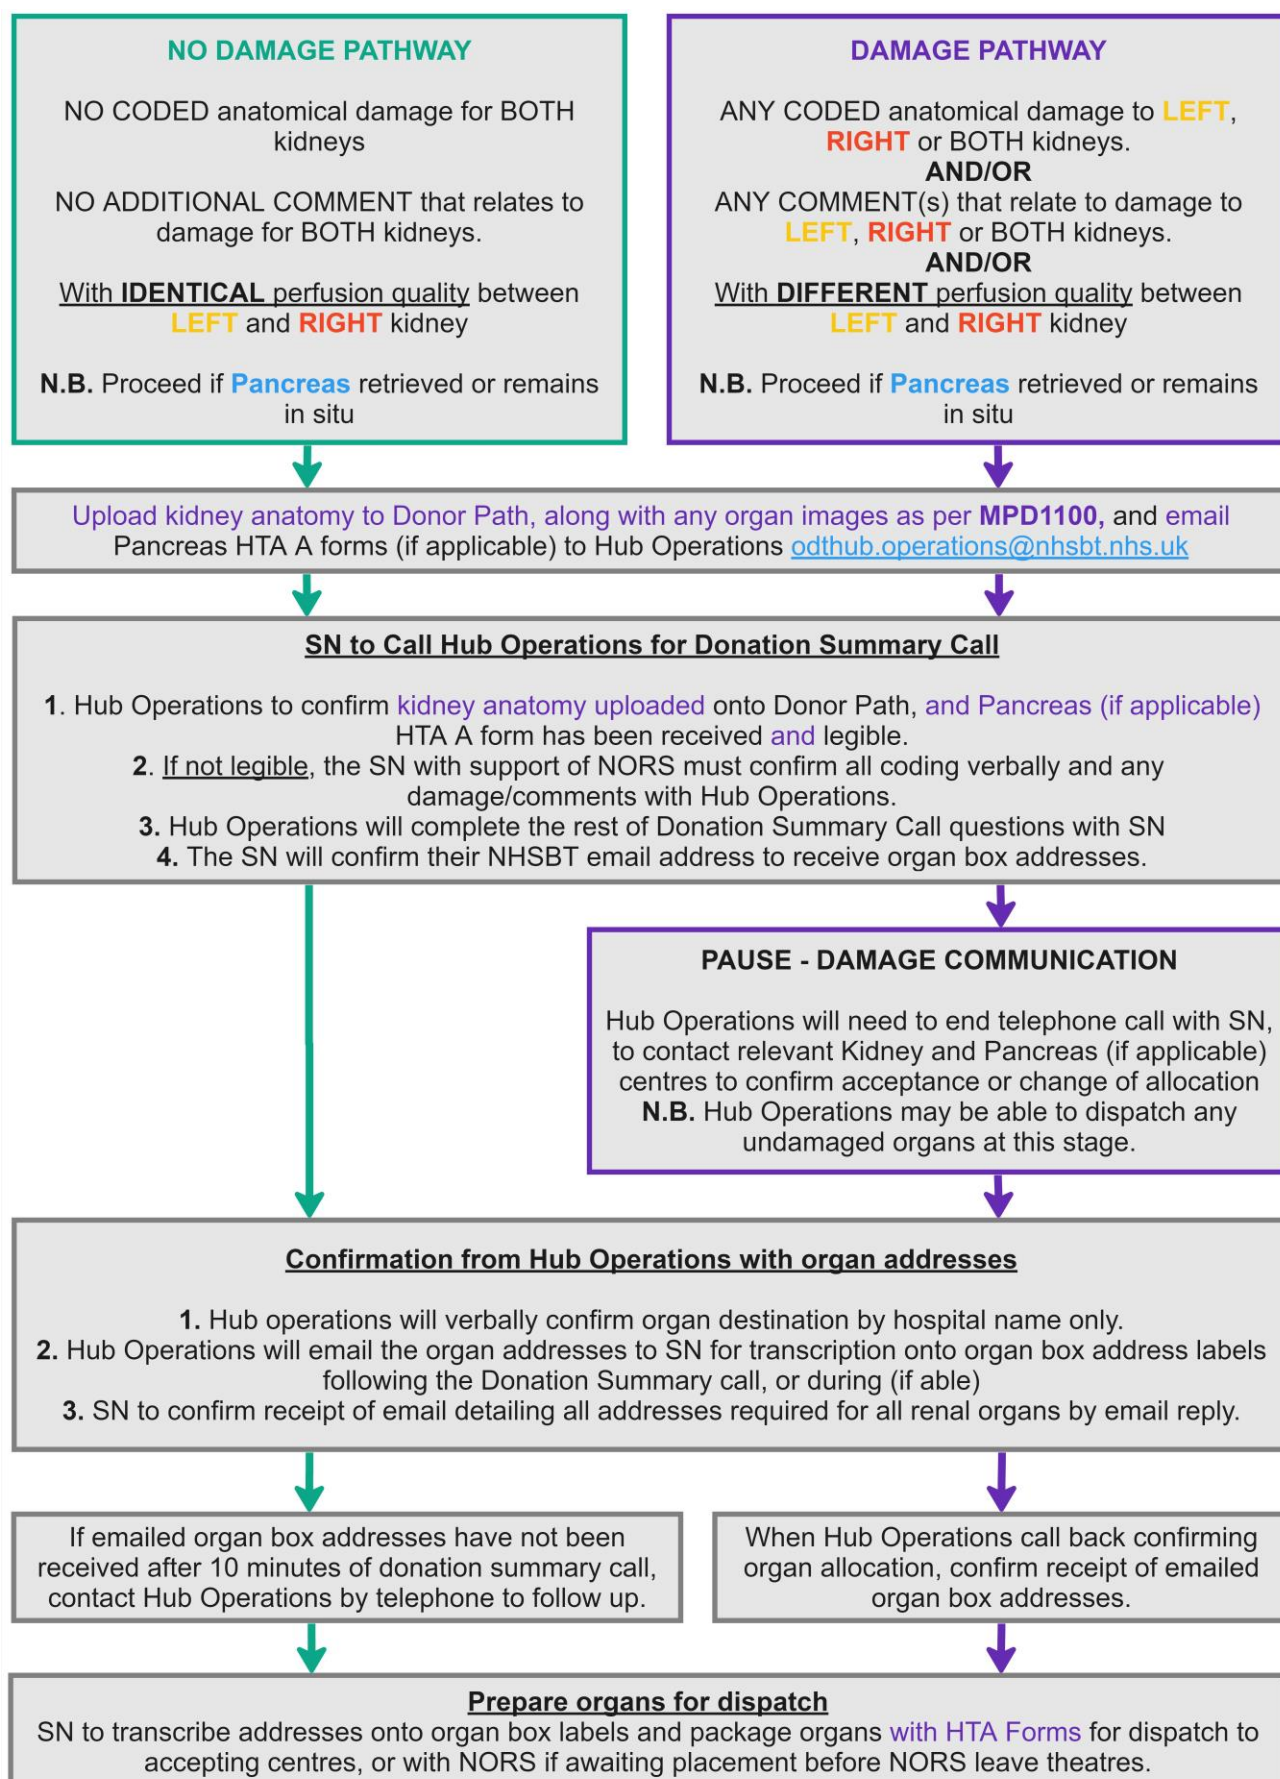 NO DAMAGE PATHWAY
NO CODED anatomical damage for BOTH
kidneys
NO ADDITIONAL COMMENT that relates to
damage for BOTH kidneys.
With IDENTICAL perfusion quality between
LEFT and RIGHT kidney
N.B. Proceed if Pancreas retrieved or remains
in situ
DAMAGE PATHWAY
ANY CODED anatomical damage to LEFT,
RIGHT or BOTH kidneys.
AND/OR
ANY COMMENT(s) that relate to damage to
LEFT, RIGHT or BOTH kidneys.
AND/OR
With DIFFERENT perfusion quality between
LEFT and RIGHT kidney
N.B. Proceed if Pancreas retrieved or remains
in situ
Upload kidney anatomy to Donor Path, along with any organ images as per MPD1100, and email
Pancreas HTA A forms (if applicable) to Hub Operations odthub.operations@nhsbt.nhs.uk
SN to Call Hub Operations for Donation Summary Call
1. Hub Operations to confirm kidney anatomy uploaded onto Donor Path, and Pancreas (if applicable)
HTA A form has been received and legible.
2. If not legible, the SN with support of NORS must confirm all coding verbally and any
damage/comments with Hub Operations.
3. Hub Operations will complete the rest of Donation Summary Call questions with SN
4. The SN will confirm their NHSBT email address to receive organ box addresses.
PAUSE - DAMAGE COMMUNICATION
Hub Operations will need to end telephone call with SN,
to contact relevant Kidney and Pancreas (if applicable)
centres to confirm acceptance or change of allocation
N.B. Hub Operations may be able to dispatch any
undamaged organs at this stage.
Confirmation from Hub Operations with organ addresses
1. Hub operations will verbally confirm organ destination by hospital name only.
2. Hub Operations will email the organ addresses to SN for transcription onto organ box address labels
following the Donation Summary call, or during (if able)
3. SN to confirm receipt of email detailing all addresses required for all renal organs by email reply.
If emailed organ box addresses have not been
received after 10 minutes of donation summary call,
contact Hub Operations by telephone to follow up.
When Hub Operations call back confirming
organ allocation, confirm receipt of emailed
organ box addresses.
Prepare organs for dispatch
SN to transcribe addresses onto organ box labels and package organs with HTA Forms for dispatch to
accepting centres, or with NORS if awaiting placement before NORS leave theatres.